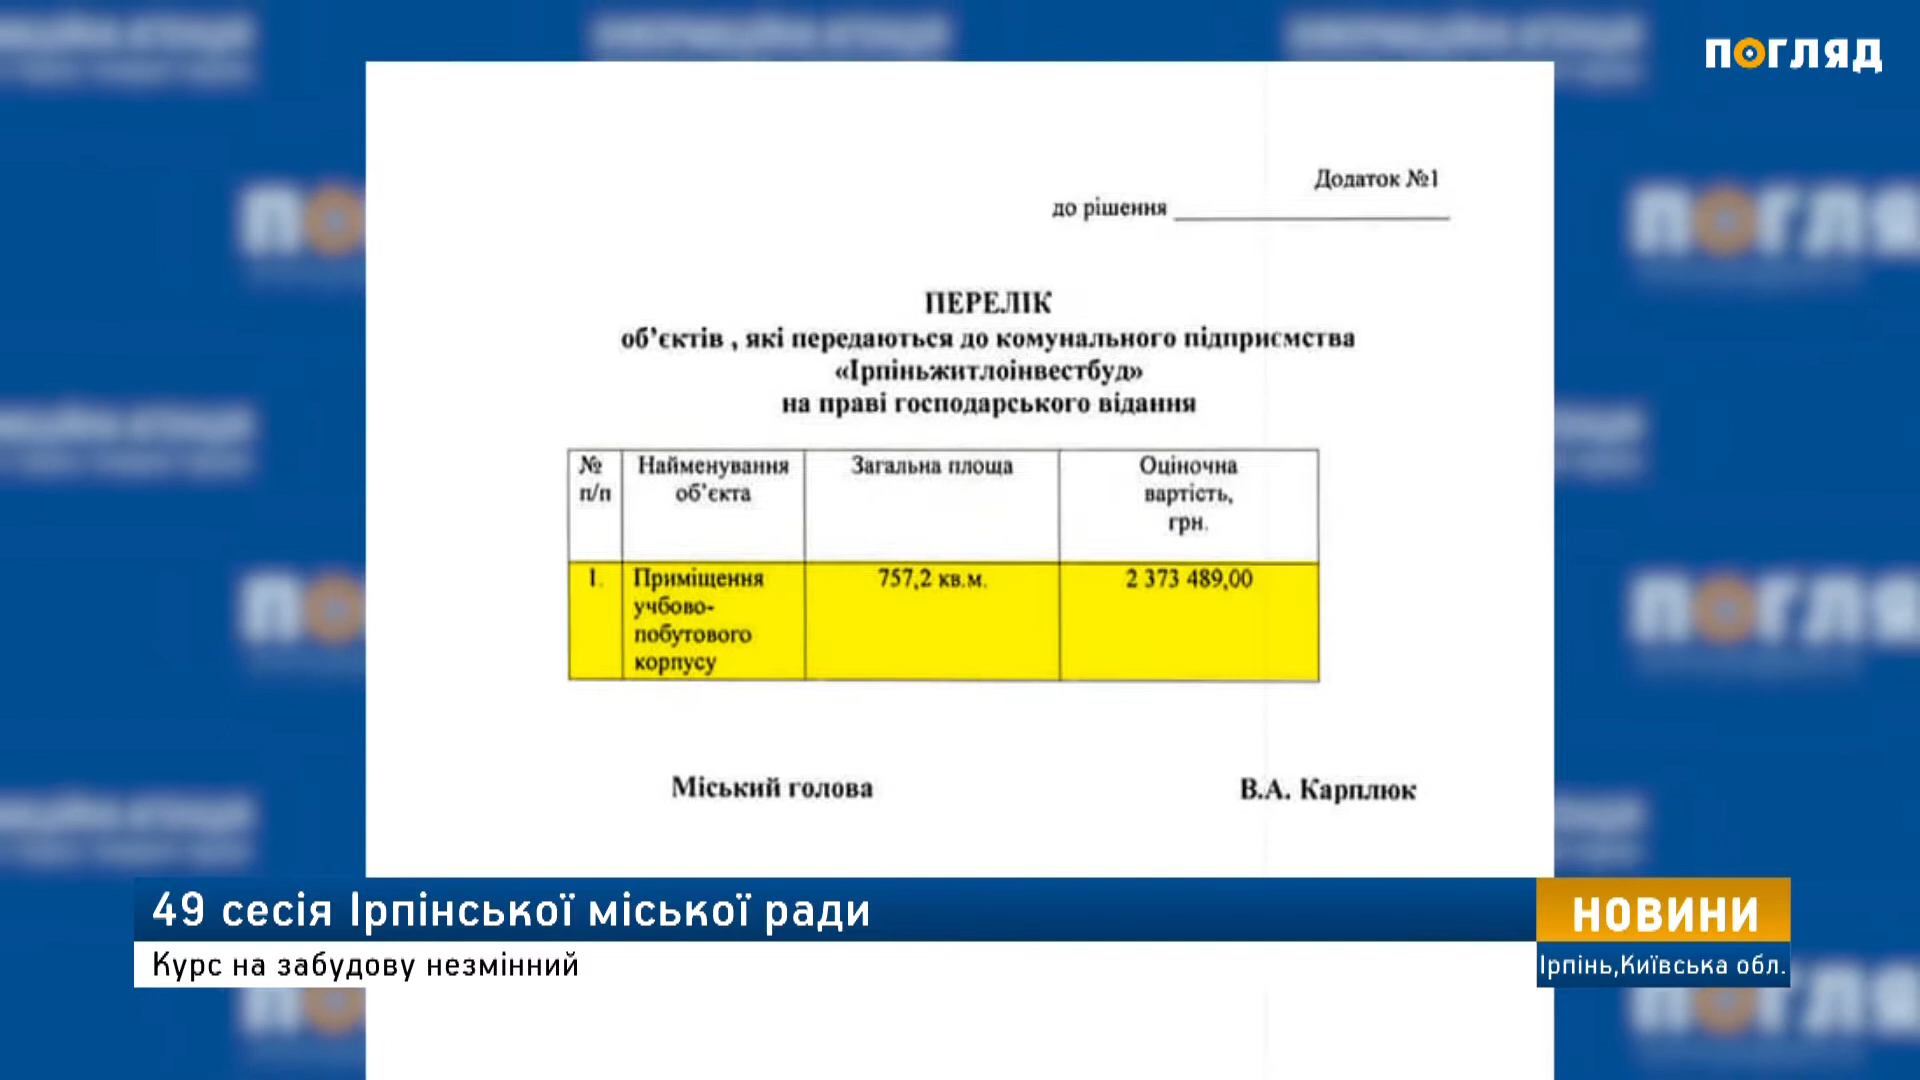 ПОГЛЯД
Додаток №1
до рішення
ПЕРЕЛІК
об’єктів , які передаються до комунального підприємства
«Ірпіньжитлоінвестбуд»
на праві господарського відання
№ п/п
Найменування об’єкта
Загальна площа
Оціночна вартість, грн.
1.
Приміщення учбово-побутового корпусу
757,2 кв.м.
2 373 489,00
Міський голова
В.А. Карплюк
49 сесія Ірпінської міської ради
НОВИНИ
Курс на забудову незмінний
Ірпінь,Київська обл.